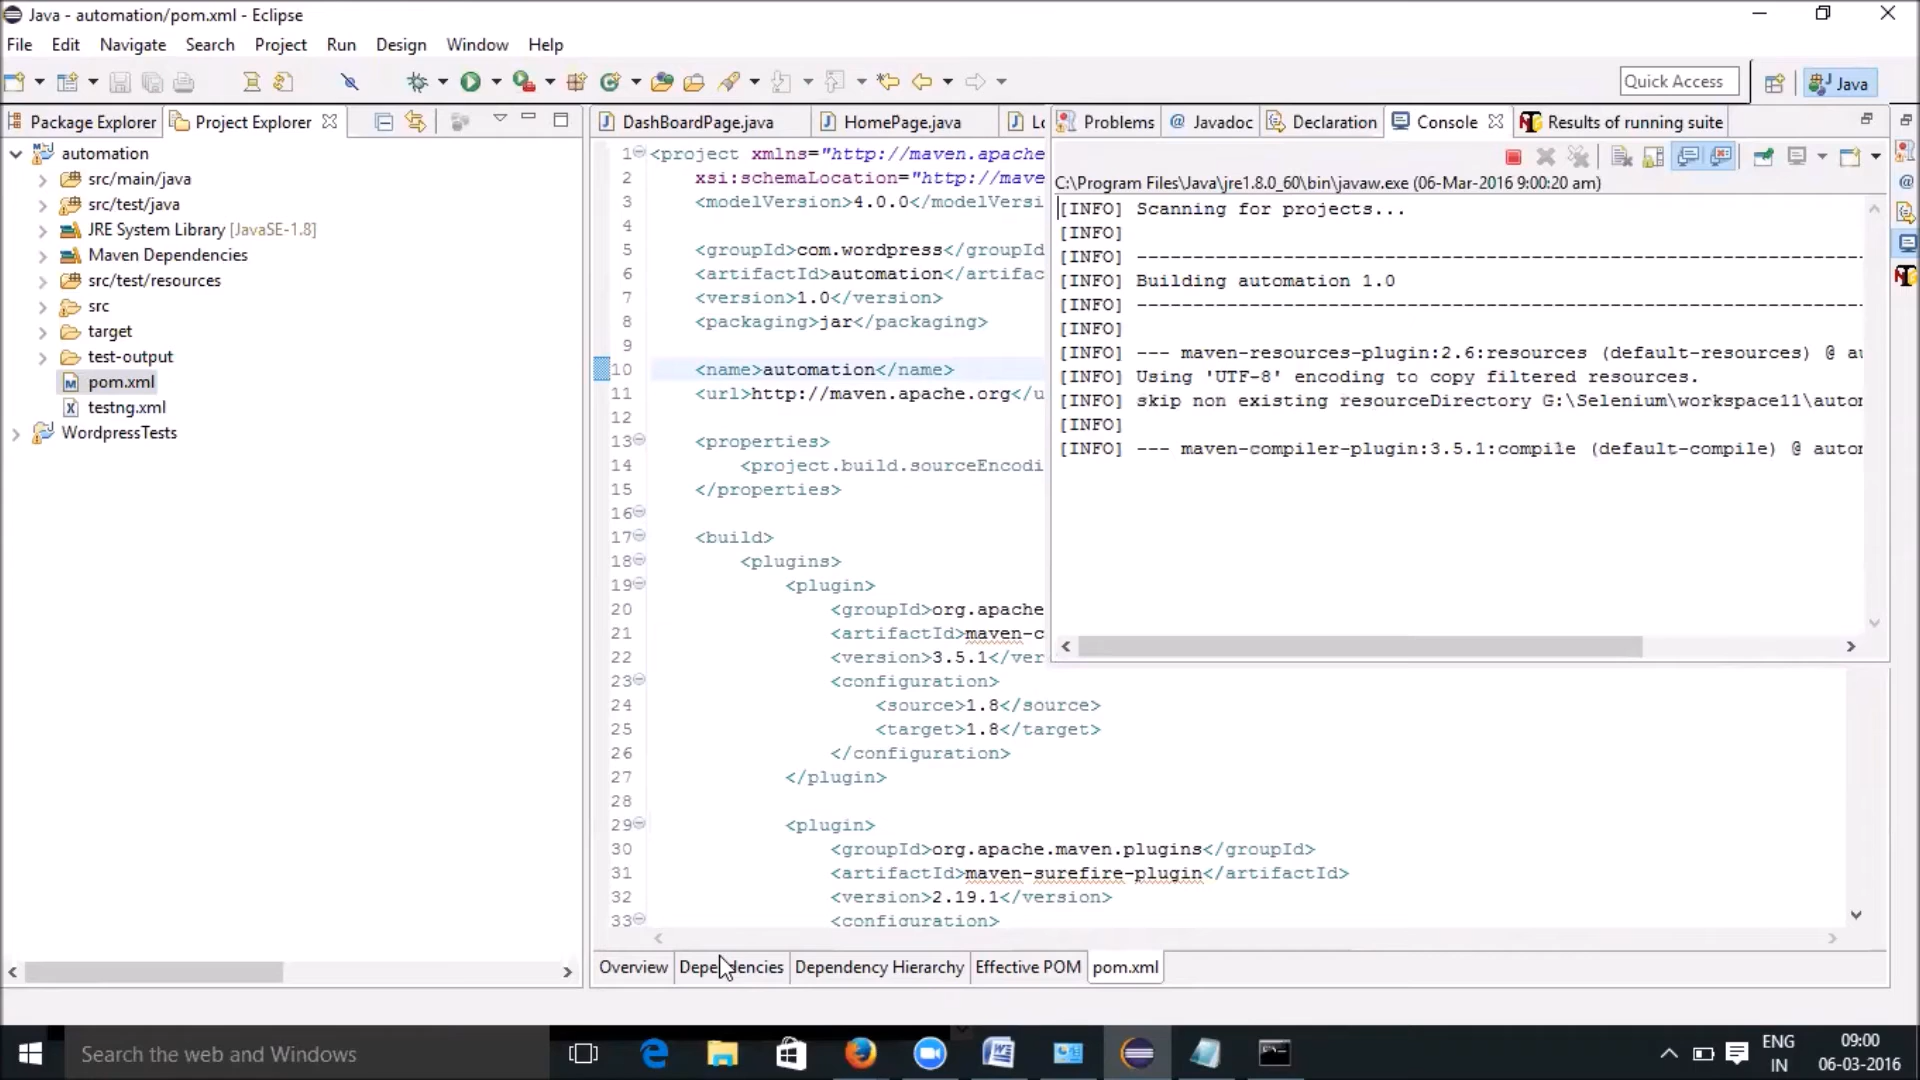 Java - automation/pom.xml - Eclipse
File Edit Navigate Search Project Run Design Window Help
Quick Access
Java
Package Explorer
Project Explorer
automation
src/main/java
src/test/java
JRE System Library [JavaSE-1.8]
Maven Dependencies
src/test/resources
src
target
test-output
pom.xml
testng.xml
WordpressTests
DashBoardPage.java
HomePage.java
1 <project xmlns="http://maven.apache
2 xsi:schemaLocation="http://mave
3 <modelVersion>4.0.0</modelVersi
4
5 <groupId>com.wordpress</groupId
6 <artifactId>automation</artifac
7 <version>1.0</version>
8 <packaging>jar</packaging>
9
10 <name>automation</name>
11 <url>http://maven.apache.org</u
12
13 <properties>
14 <project.build.sourceEncodi
15 </properties>
16
17 <build>
18 <plugins>
19 <plugin>
20 <groupId>org.apache
21 <artifactId>maven-c
22 <version>3.5.1</ver
23 <configuration>
24 <source>1.8</source>
25 <target>1.8</target>
26 </configuration>
27 </plugin>
28
29 <plugin>
30 <groupId>org.apache.maven.plugins</groupId>
31 <artifactId>maven-surefire-plugin</artifactId>
32 <version>2.19.1</version>
33 <configuration>
Overview Dependencies Dependency Hierarchy Effective POM pom.xml
Problems Javadoc Declaration Console Results of running suite
C:\Program Files\Java\jre1.8.0_60\bin\javaw.exe (06-Mar-2016 9:00:20 am)
[INFO] Scanning for projects...
[INFO]
[INFO] ------------------------------------------------------------------------
[INFO] Building automation 1.0
[INFO] ------------------------------------------------------------------------
[INFO]
[INFO] --- maven-resources-plugin:2.6:resources (default-resources) @ au
[INFO] Using 'UTF-8' encoding to copy filtered resources.
[INFO] skip non existing resourceDirectory G:\Selenium\workspace11\autor
[INFO]
[INFO] --- maven-compiler-plugin:3.5.1:compile (default-compile) @ autor
Search the web and Windows
ENG
IN
09:00
06-03-2016